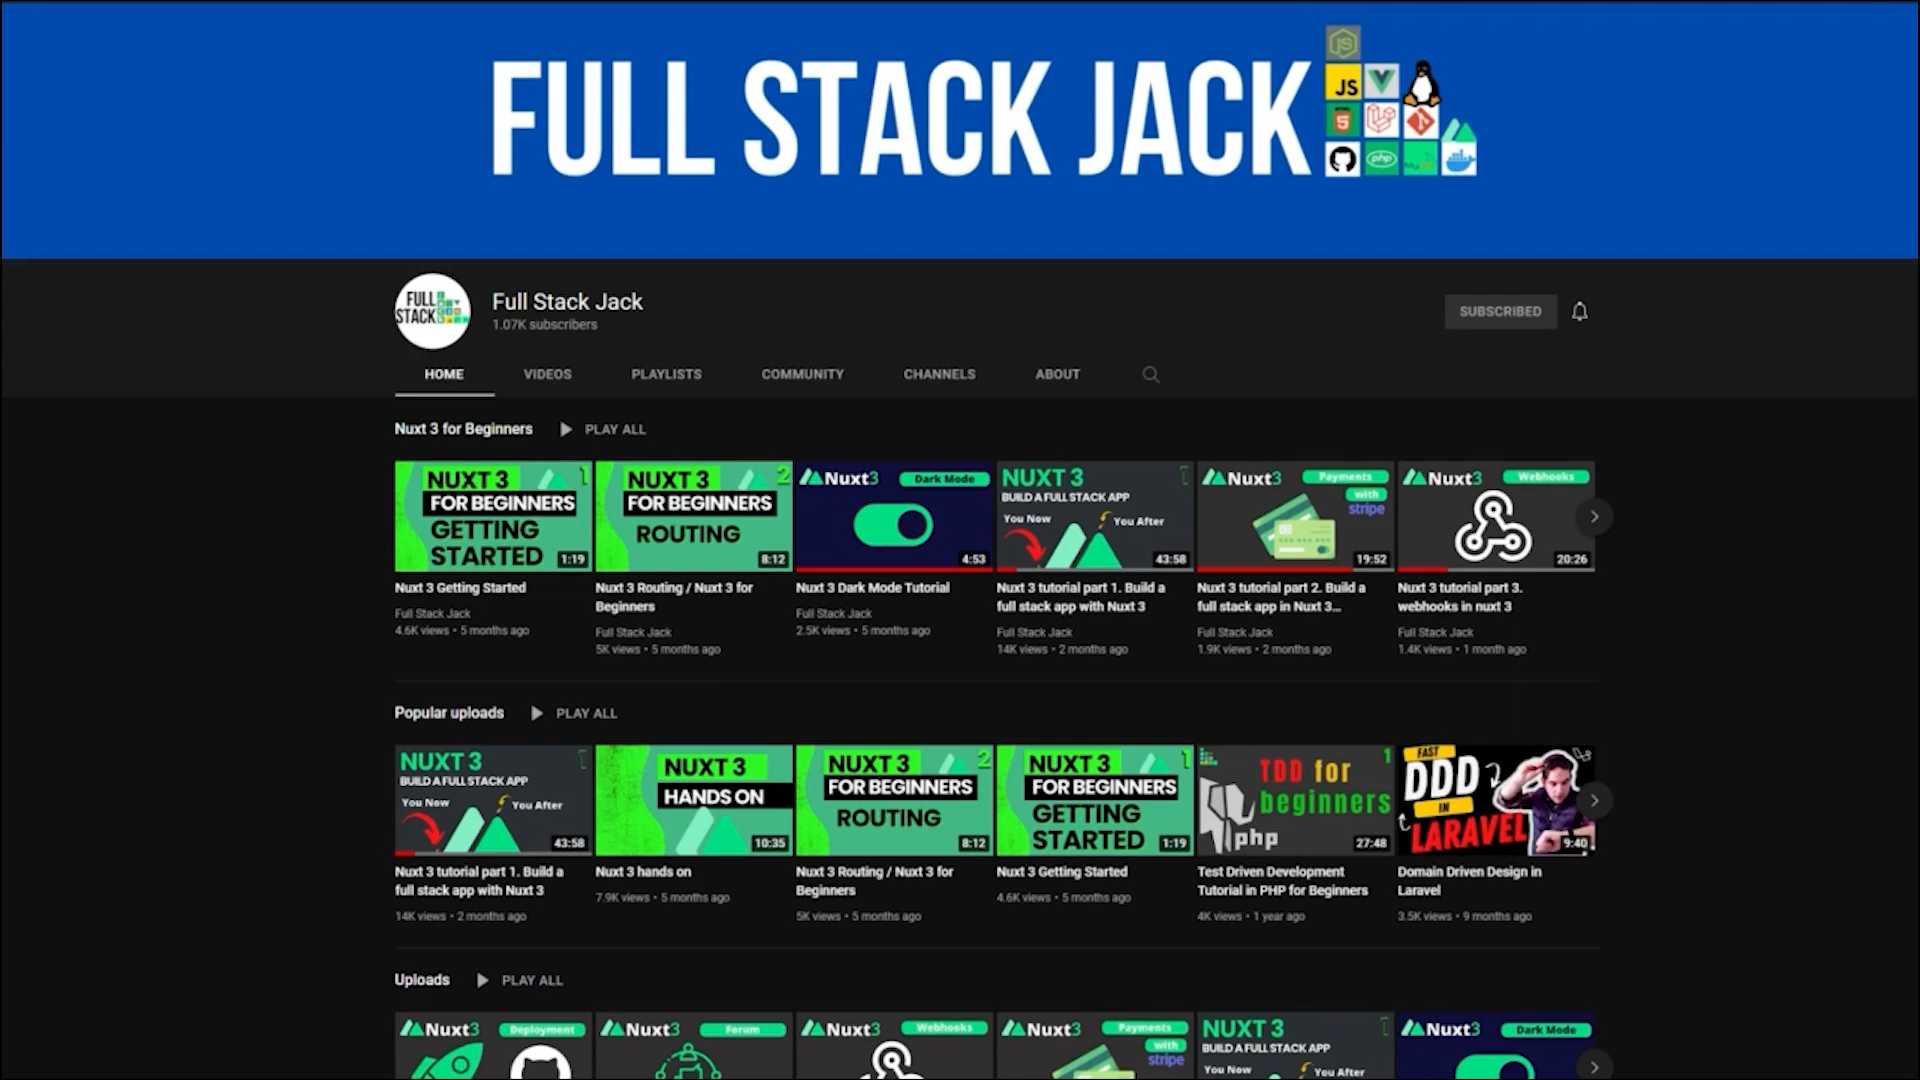 FULL STACK JACK
JS
JS
5
php
FULL
STACK
Full Stack Jack
1.07K subscribers
SUBSCRIBED
HOME
VIDEOS
PLAYLISTS
COMMUNITY
CHANNELS
ABOUT
Nuxt 3 for Beginners
PLAY ALL
NUXT 3
1
FOR BEGINNERS
GETTING
STARTED
1:19
NUXT 3
2
FOR BEGINNERS
ROUTING
8:12
Nuxt3
Dark Mode
4:53
NUXT 3
1
BUILD A FULL STACK APP
You Now
You After
43:58
Nuxt3
Payments
with
stripe
19:52
Nuxt3
Webhooks
20:26
Nuxt 3 Getting Started
Full Stack Jack
4.6K views • 5 months ago
Nuxt 3 Routing / Nuxt 3 for
Beginners
Full Stack Jack
5K views • 5 months ago
Nuxt 3 Dark Mode Tutorial
Full Stack Jack
2.5K views • 5 months ago
Nuxt 3 tutorial part 1. Build a
full stack app with Nuxt 3
Full Stack Jack
14K views • 2 months ago
Nuxt 3 tutorial part 2. Build a
full stack app in Nuxt 3...
Full Stack Jack
1.9K views • 2 months ago
Nuxt 3 tutorial part 3.
webhooks in nuxt 3
Full Stack Jack
1.4K views • 1 month ago
Popular uploads
PLAY ALL
NUXT 3
1
BUILD A FULL STACK APP
You Now
You After
43:58
NUXT 3
HANDS ON
10:35
NUXT 3
2
FOR BEGINNERS
ROUTING
8:12
NUXT 3
1
FOR BEGINNERS
GETTING
STARTED
1:19
1
TDD for
beginners
php
27:48
FAST
DDD
IN
LARAVEL
9:40
Nuxt 3 tutorial part 1. Build a
full stack app with Nuxt 3
14K views • 2 months ago
Nuxt 3 hands on
7.9K views • 5 months ago
Nuxt 3 Routing / Nuxt 3 for
Beginners
5K views • 5 months ago
Nuxt 3 Getting Started
4.6K views • 5 months ago
Test Driven Development
Tutorial in PHP for Beginners
4K views • 1 year ago
Domain Driven Design in
Laravel
3.5K views • 9 months ago
Uploads
PLAY ALL
Nuxt3
Deployment
Nuxt3
Forum
Nuxt3
Webhooks
Nuxt3
Payments
with
stripe
NUXT 3
1
BUILD A FULL STACK APP
You Now
You After
Nuxt3
Dark Mode